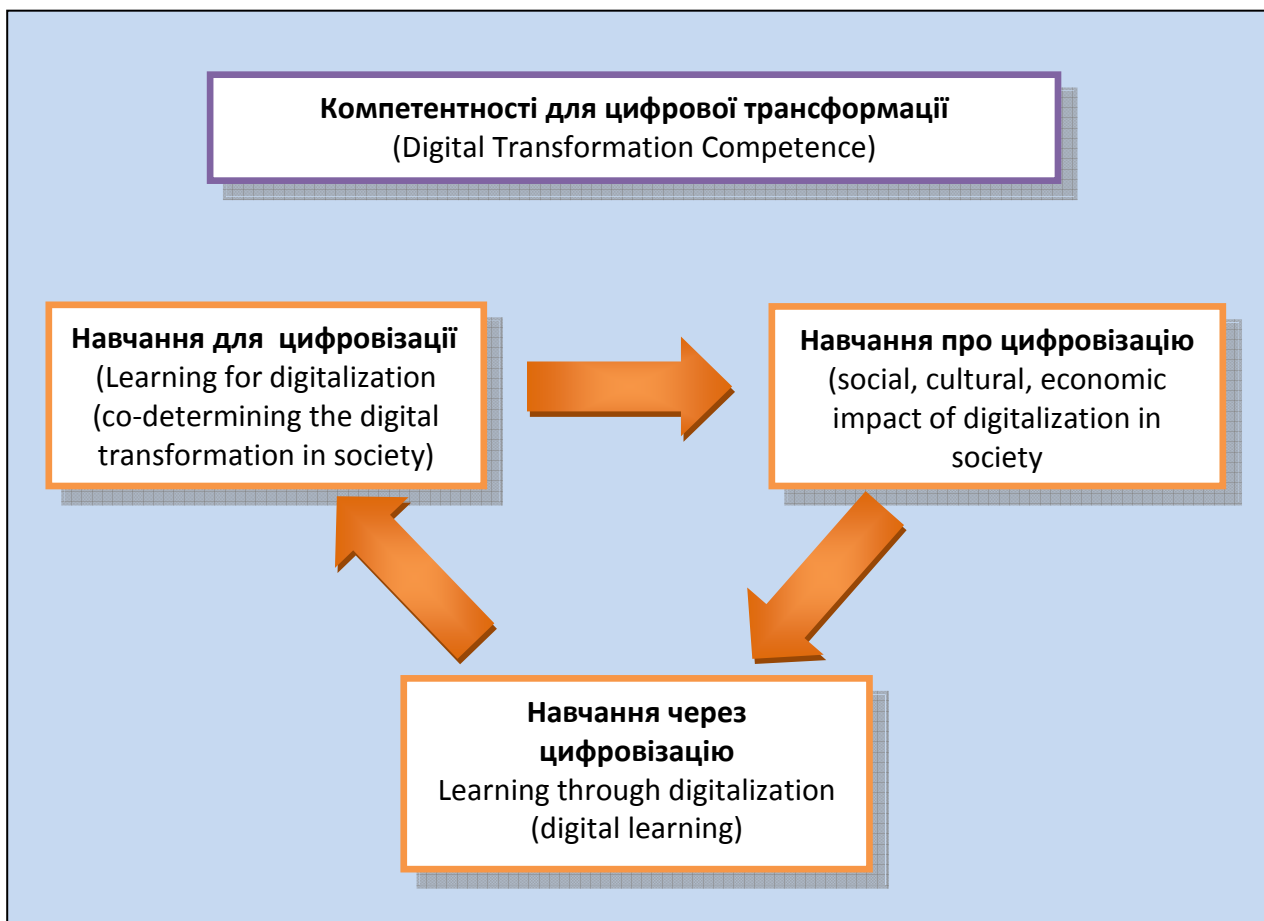 Компетентності для цифрової трансформації
(Digital Transformation Competence)
Навчання для цифровізації
(Learning for digitalization
(co-determining the digital
transformation in society)
Навчання про цифровізацію
(social, cultural, economic
impact of digitalization in
society
Навчання через
цифровізацію
Learning through digitalization
(digital learning)